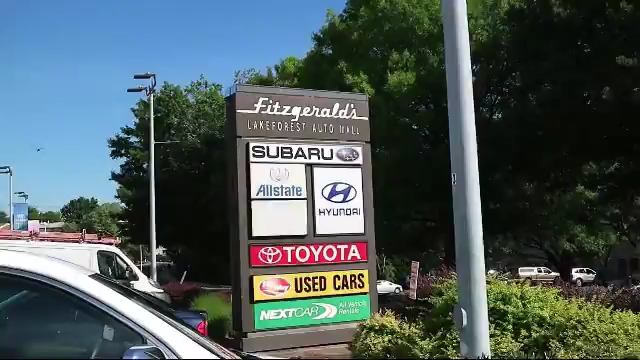 Fitzgerald's
LAKEFOREST AUTO MALL
SUBARU
Allstate
HYUNDAI
TOYOTA
USED CARS
NEXTCAR
All Vehicle
Rentals